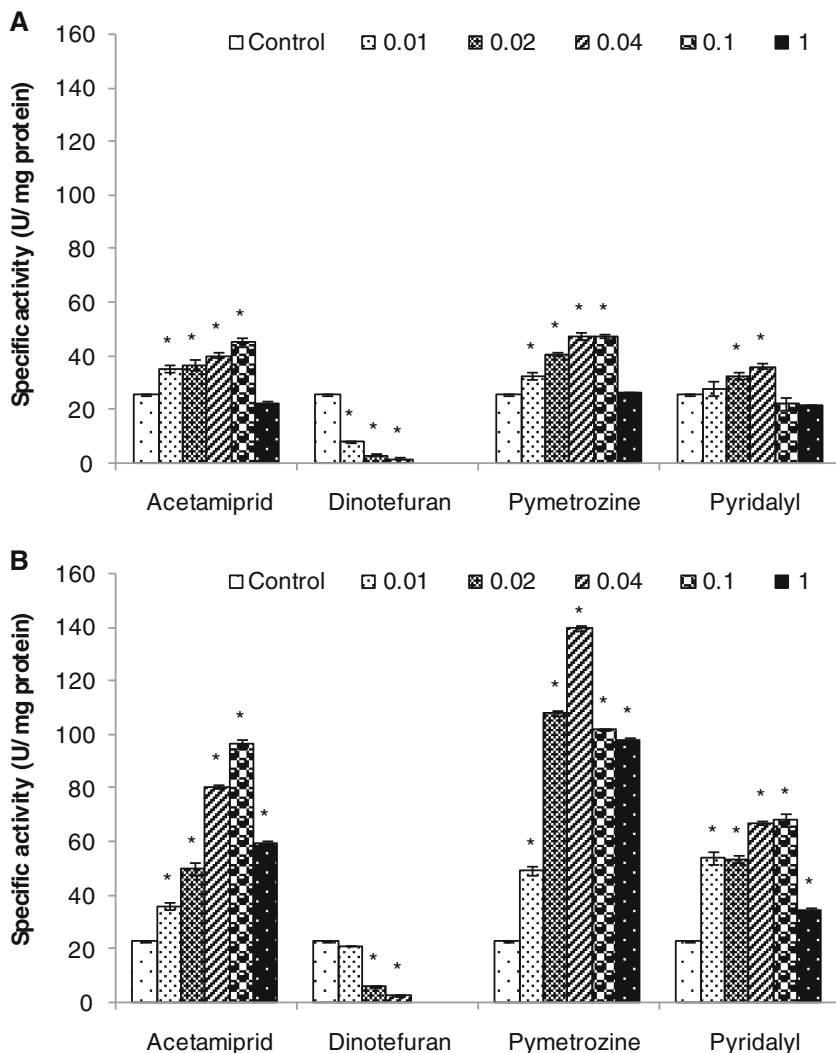 A
160
140
120
100
80
60
40
20
0
Specific activity (U/ mg protein)
Control 0.01 0.02 0.04 0.1 1
* * * *
* * *
* * * *
* *
Acetamiprid Dinotefuran Pymetrozine Pyridalyl
B
160
140
120
100
80
60
40
20
0
Specific activity (U/ mg protein)
Control 0.01 0.02 0.04 0.1 1
* * * * *
* *
* * * * *
* * * * *
Acetamiprid Dinotefuran Pymetrozine Pyridalyl